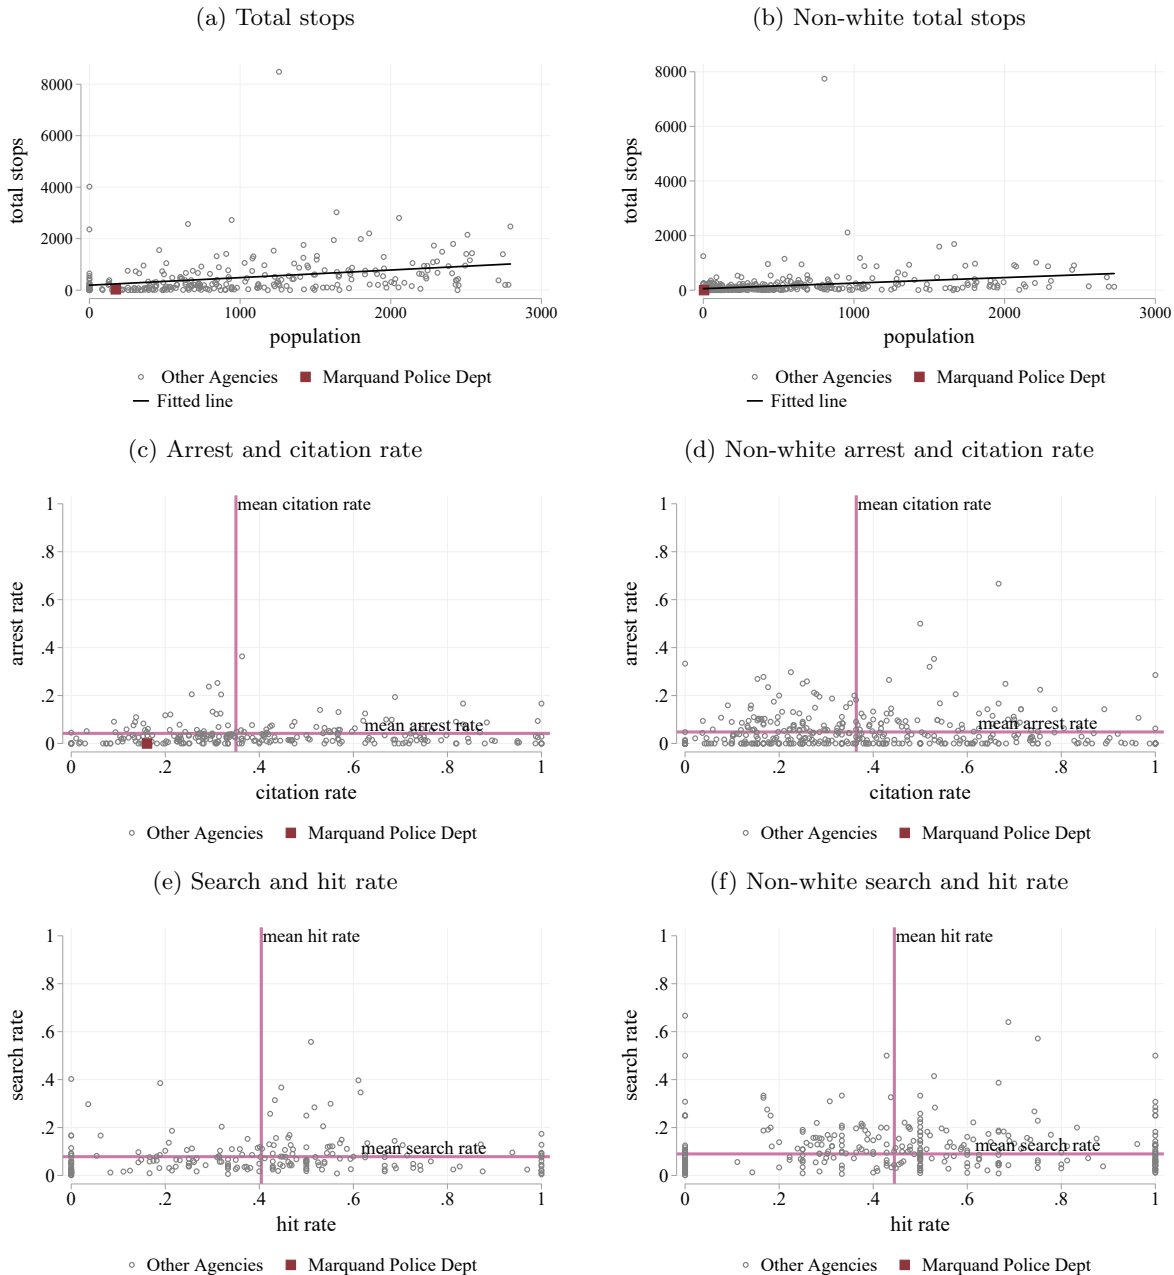 (a) Total stops
(b) Non-white total stops
total stops
8000
6000
4000
2000
0
0 1000 2000 3000
population
Other Agencies Marquand Police Dept
Fitted line
total stops
8000
6000
4000
2000
0
0 1000 2000 3000
population
Other Agencies Marquand Police Dept
Fitted line
(c) Arrest and citation rate
(d) Non-white arrest and citation rate
arrest rate
1
.8
.6
.4
.2
0
mean citation rate
mean arrest rate
0 .2 .4 .6 .8 1
citation rate
Other Agencies Marquand Police Dept
arrest rate
1
.8
.6
.4
.2
0
mean citation rate
mean arrest rate
0 .2 .4 .6 .8 1
citation rate
Other Agencies Marquand Police Dept
(e) Search and hit rate
(f) Non-white search and hit rate
search rate
1
.8
.6
.4
.2
0
mean hit rate
mean search rate
0 .2 .4 .6 .8 1
hit rate
Other Agencies Marquand Police Dept
search rate
1
.8
.6
.4
.2
0
mean hit rate
mean search rate
0 .2 .4 .6 .8 1
hit rate
Other Agencies Marquand Police Dept